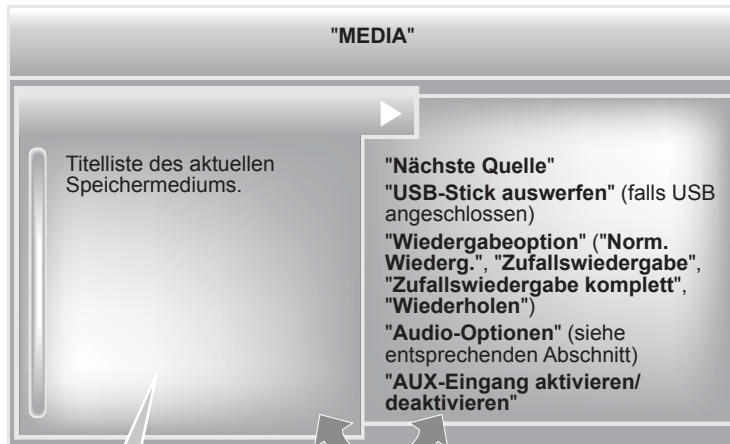 "MEDIA"
Titelliste des aktuellen
Speichermediums.
"Nächste Quelle"
"USB-Stick auswerfen" (falls USB
angeschlossen)
"Wiedergabeoption" ("Norm.
Wiederg.", "Zufallswiedergabe",
"Zufallswiedergabe komplett",
"Wiederholen")
"Audio-Optionen" (siehe
entsprechenden Abschnitt)
"AUX-Eingang aktivieren/
deaktivieren"